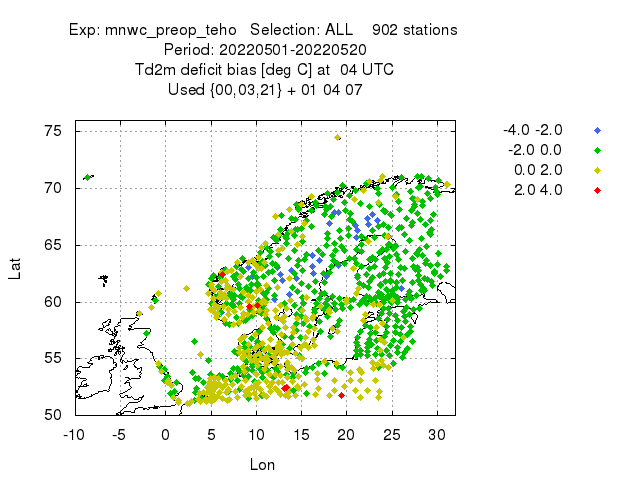 Exp: mnwc_preop_teho   Selection: ALL    902 stations
Period: 20220501-20220520
Td2m deficit bias [deg C] at  04 UTC
Used {00,03,21} + 01 04 07
-4.0 -2.0
-2.0  0.0
0.0  2.0
2.0  4.0
75
70
65
60
55
50
Lat
-10 -5 0 5 10 15 20 25 30
Lon